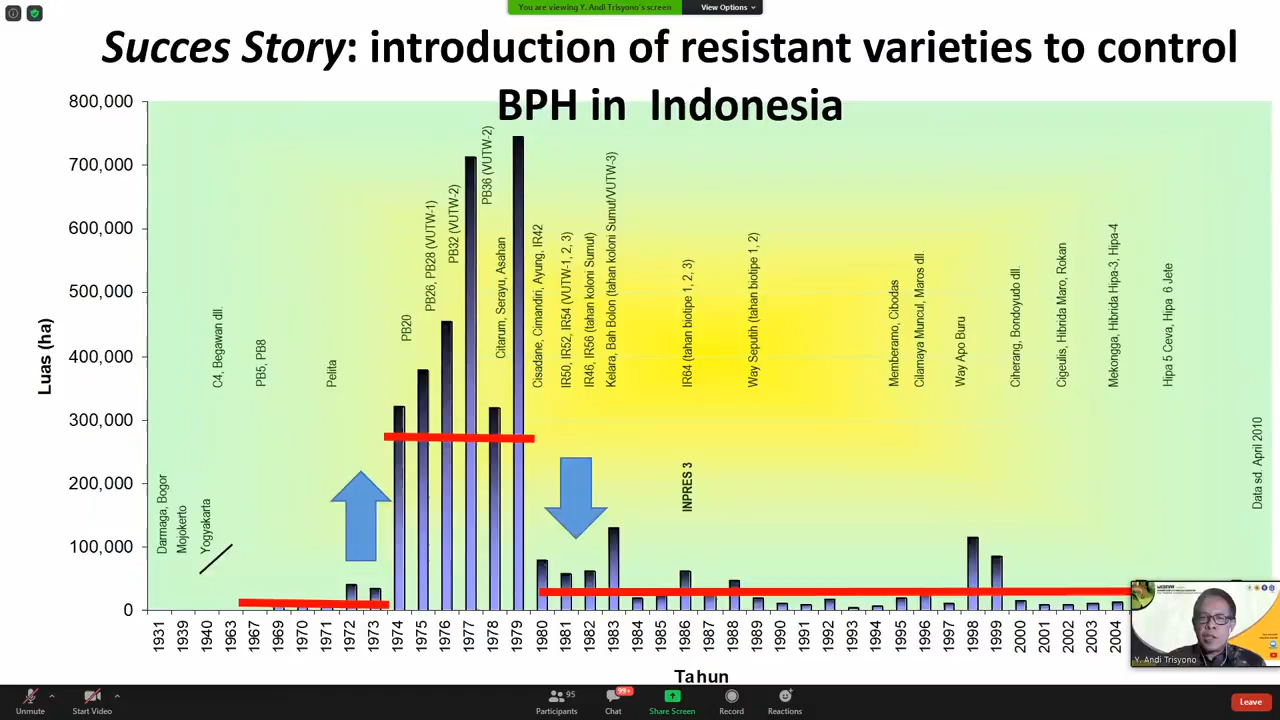 You are viewing Y. Andi Trisyono's screen
View Options
Succes Story: introduction of resistant varieties to control
BPH in Indonesia
800,000
700,000
600,000
500,000
400,000
300,000
200,000
100,000
0
Luas (ha)
Darmaga, Bogor
Mojokerto
Yogyakarta
C4, Begawan dll.
PB5, PB8
Pelita
PB20
PB26, PB28 (VUTW-1)
PB32 (VUTW-2)
PB36 (VUTW-2)
Citarum, Serayu, Asahan
Cisadane, Cimandiri, Ayung, IR42
IR50, IR52, IR54 (VUTW-1, 2, 3)
IR46, IR56 (tahan koloni Sumut)
Kelara, Bah Bolon (tahan koloni Sumut/VUTW-3)
IR64 (tahan biotipe 1, 2, 3)
INPRES 3
Way Seputih (tahan biotipe 1, 2)
Memberamo, Cibodas
Cilamaya Muncul, Maros dll.
Way Apo Buru
Ciherang, Bondoyudo dll.
Cigeulis, Hibrida Maro, Rokan
Mekongga, Hibrida Hipa-3, Hipa-4
Hipa 5 Ceva, Hipa 6 Jete
Data sd. April 2010
1931
1939
1940
1963
1967
1969
1970
1971
1972
1973
1974
1975
1976
1977
1978
1979
1980
1981
1982
1983
1984
1985
1986
1987
1988
1989
1990
1991
1992
1993
1994
1995
1996
1997
1998
1999
2000
2001
2002
2003
2004
Tahun
Y. Andi Trisyono
Unmute
Start Video
Participants
95
Chat
99+
Share Screen
Record
Reactions
Leave